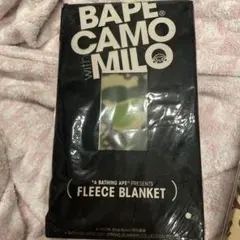 BAPE®
CAMO
with
MILO
"A BATHING APE" PRESENTS
( FLEECE BLANKET )